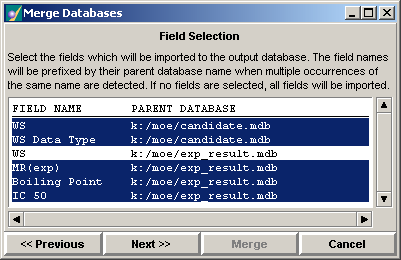 Merge Databases
Field Selection
Select the fields which will be imported to the output database. The field names
will be prefixed by their parent database name when multiple occurrences of
the same name are detected. If no fields are selected, all fields will be imported.
FIELD NAME PARENT DATABASE
WS k:/moe/candidate.mdb
WS Data Type k:/moe/candidate.mdb
WS k:/moe/exp_result.mdb
MR(exp) k:/moe/exp_result.mdb
Boiling Point k:/moe/exp_result.mdb
IC 50 k:/moe/exp_result.mdb
<< Previous Next >> Merge Cancel